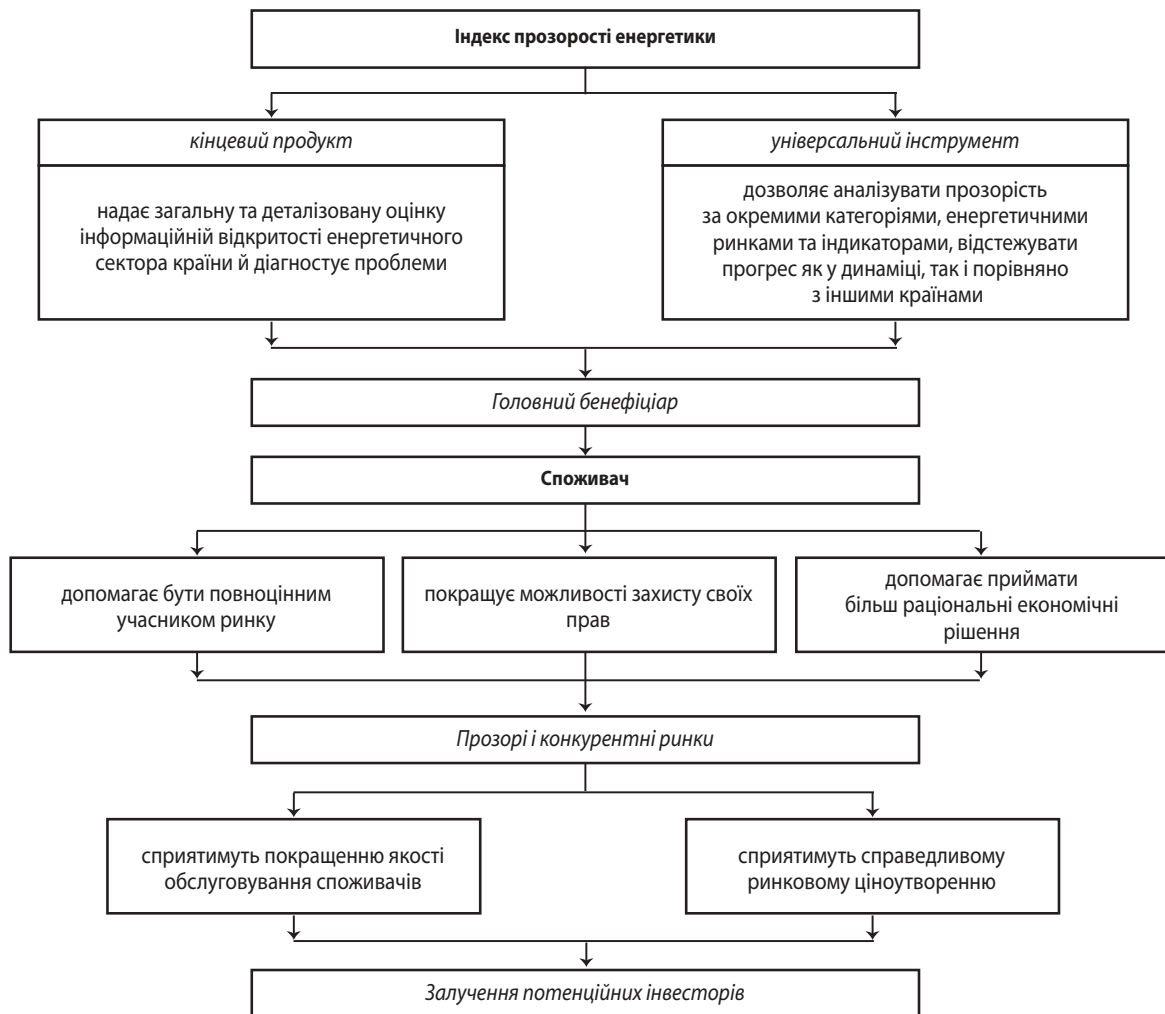 Індекс прозорості енергетики
кінцевий продукт
надає загальну та деталізовану оцінку
інформаційній відкритості енергетичного
сектора країни й діагностує проблеми
універсальний інструмент
дозволяє аналізувати прозорість
за окремими категоріями, енергетичними
ринками та індикаторами, відстежувати
прогрес як у динаміці, так і порівняно
з іншими країнами
Головний бенефіціар
Споживач
допомагає бути повноцінним
учасником ринку
покращує можливості захисту своїх
прав
допомагає приймати
більш раціональні економічні
рішення
Прозорі і конкурентні ринки
сприятимуть покращенню якості
обслуговування споживачів
сприятимуть справедливому
ринковому ціноутворенню
Залучення потенційних інвесторів